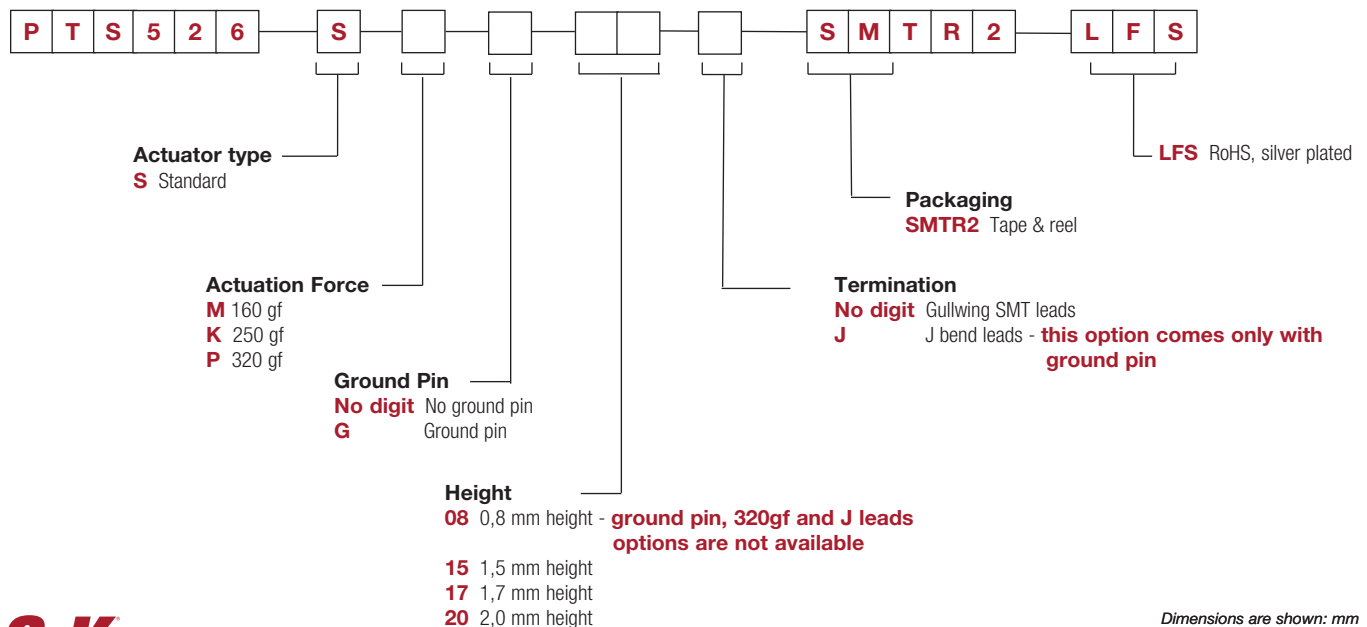 PTS526 S SMTR2 LFS
Actuator type
S Standard
LFS RoHS, silver plated
Packaging
SMTR2 Tape & reel
Actuation Force
M 160 gf
K 250 gf
P 320 gf
Termination
No digit Gullwing SMT leads
J J bend leads - this option comes only with
ground pin
Ground Pin
No digit No ground pin
G Ground pin
Height
08 0,8 mm height - ground pin, 320gf and J leads
options are not available
15 1,5 mm height
17 1,7 mm height
20 2,0 mm height
Dimensions are shown: mm